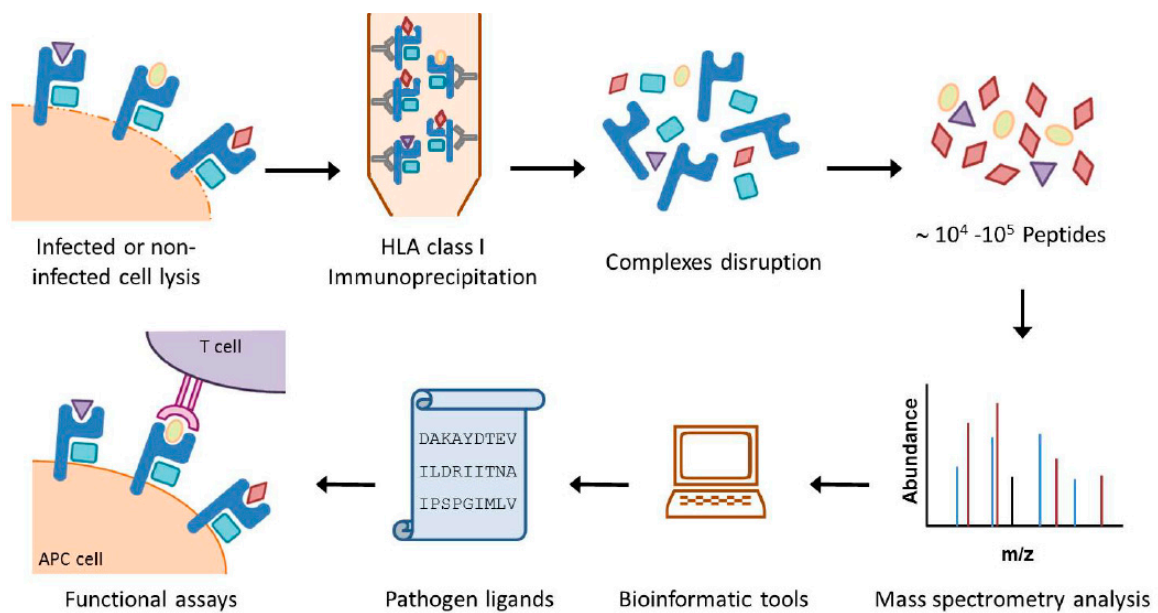 Infected or non-
infected cell lysis
HLA class I
Immunoprecipitation
Complexes disruption
~ 10⁴ -10⁵ Peptides
T cell
APC cell
Functional assays
DAKAYDTEV
ILDRIITNA
IPSPGIMLV
Pathogen ligands
Bioinformatic tools
Abundance
m/z
Mass spectrometry analysis